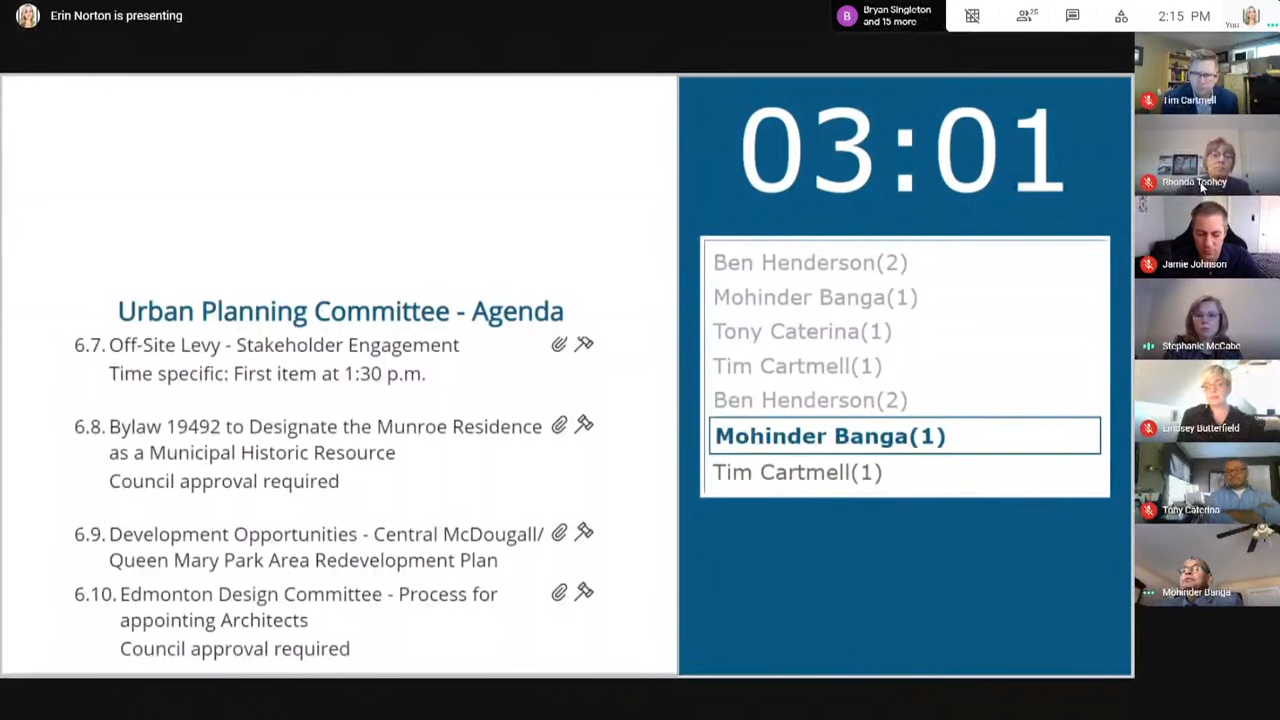 Erin Norton is presenting
B
Bryan Singleton
and 15 more
25
2:15 PM
You
03:01
Ben Henderson(2)
Mohinder Banga(1)
Tony Caterina(1)
Tim Cartmell(1)
Ben Henderson(2)
Mohinder Banga(1)
Tim Cartmell(1)
Urban Planning Committee - Agenda
6.7. Off-Site Levy - Stakeholder Engagement
Time specific: First item at 1:30 p.m.
6.8. Bylaw 19492 to Designate the Munroe Residence
as a Municipal Historic Resource
Council approval required
6.9. Development Opportunities - Central McDougall/
Queen Mary Park Area Redevelopment Plan
6.10. Edmonton Design Committee - Process for
appointing Architects
Council approval required
Tim Cartmell
Rhonda Toohey
Jamie Johnson
Stephanie McCabe
Lindsey Butterfield
Tony Caterina
Mohinder Banga